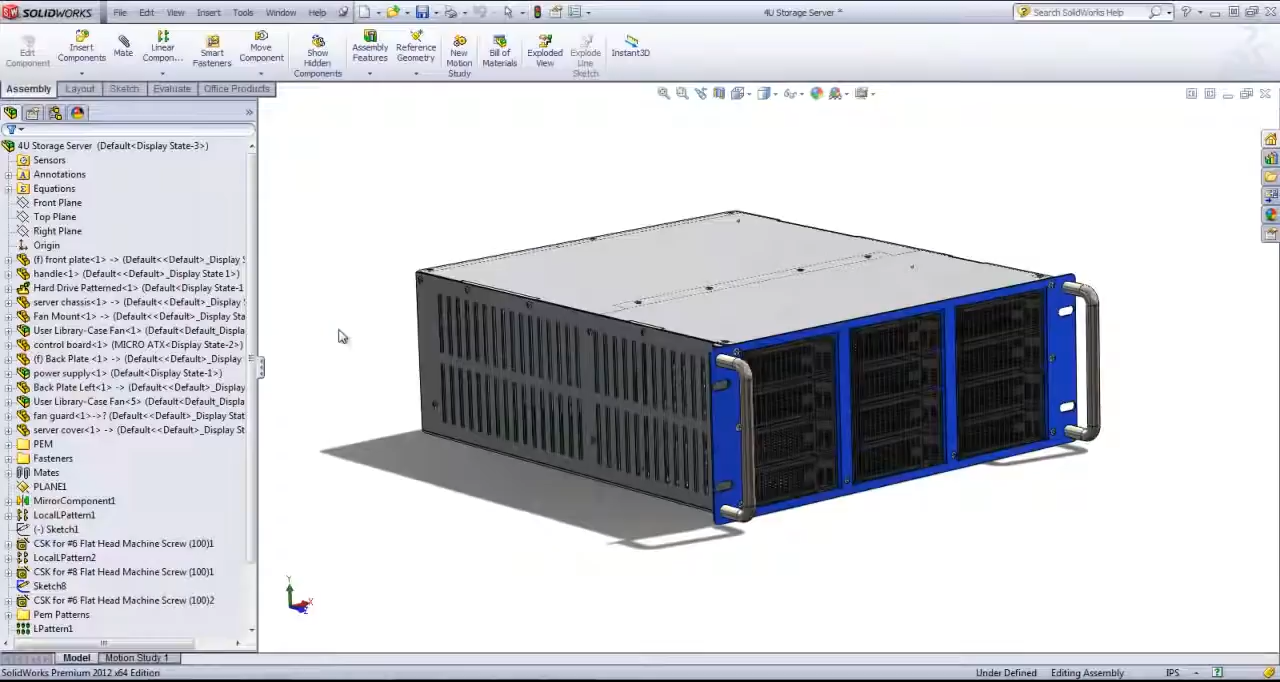 SOLIDWORKS File Edit View Insert Tools Window Help 4U Storage Server * Search SolidWorks Help
Edit Component
Insert Components
Mate
Linear Compon...
Smart Fasteners
Move Component
Show Hidden Components
Assembly Features
Reference Geometry
New Motion Study
Bill of Materials
Exploded View
Explode Line Sketch
Instant3D
Assembly Layout Sketch Evaluate Office Products
4U Storage Server (Default<Display State-3>)
Sensors
Annotations
Equations
Front Plane
Top Plane
Right Plane
Origin
(f) front plate<1> -> (Default<<Default>_Display S
handle<1> (Default<<Default>_Display State 1>)
Hard Drive Patterned<1> (Default<Display State-1
server chassis<1> -> (Default<<Default>_Display
Fan Mount<1> -> (Default<<Default>_Display Sta
User Library-Case Fan<1> (Default<Default_Displa
control board<1> (MICRO ATX<Display State-2>)
(f) Back Plate <1> -> (Default<<Default>_Display
power supply<1> (Default<Display State-1>)
Back Plate Left<1> -> (Default<<Default>_Display
User Library-Case Fan<5> (Default<Default_Displa
fan guard<1>->? (Default<<Default>_Display Stat
server cover<1> -> (Default<<Default>_Display St
PEM
Fasteners
Mates
PLANE1
MirrorComponent1
LocalLPattern1
(-) Sketch1
CSK for #6 Flat Head Machine Screw (100)1
LocalLPattern2
CSK for #8 Flat Head Machine Screw (100)1
Sketch8
CSK for #6 Flat Head Machine Screw (100)2
Pem Patterns
LPattern1
Y
X
Z
Model Motion Study 1
SolidWorks Premium 2012 x64 Edition Under Defined Editing Assembly IPS